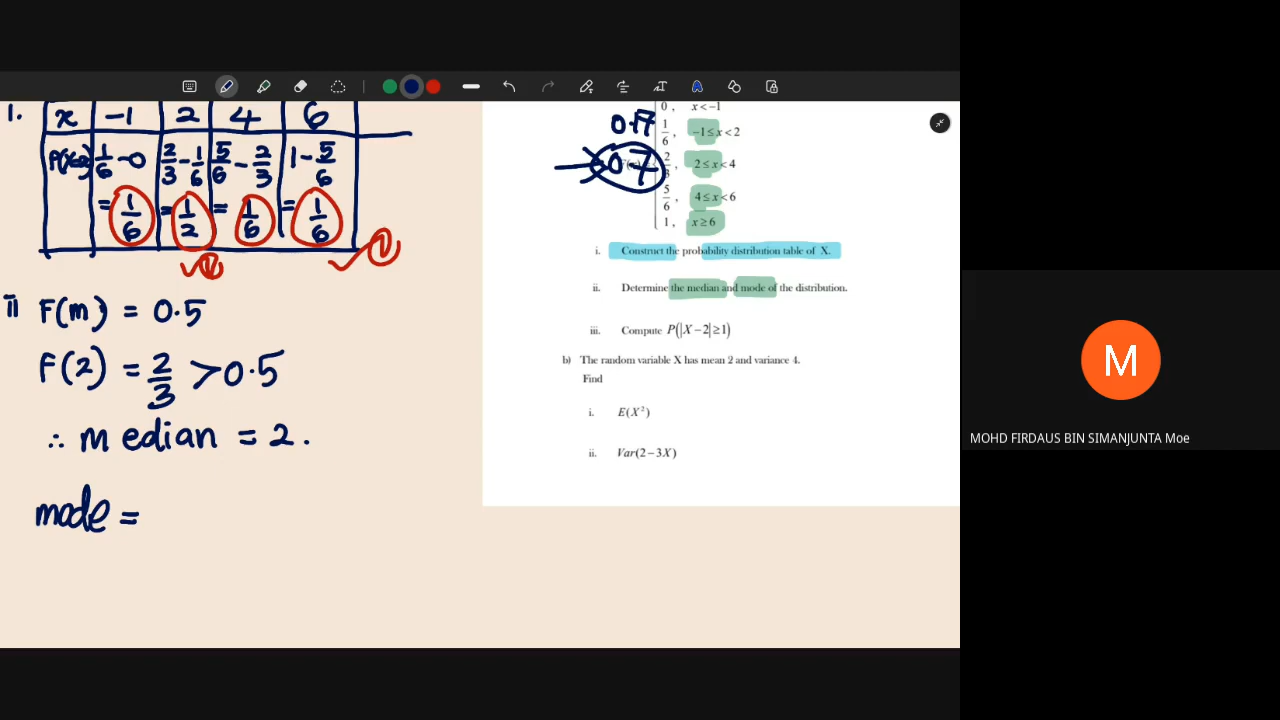 1. x -1 2 4 6
P(X=x) 1/6 - 0 2/3 - 1/6 5/6 - 2/3 1 - 5/6
= 1/6 = 1/2 = 1/6 = 1/6
✓① ✓①
ii F(m) = 0.5
F(2) = 2/3 > 0.5
∴ median = 2.
mode =
0.17
0.7
0, x < −1
1/6, −1 ≤ x < 2
2/3, 2 ≤ x < 4
5/6, 4 ≤ x < 6
1, x ≥ 6
i. Construct the probability distribution table of X.
ii. Determine the median and mode of the distribution.
iii. Compute P(|X−2| ≥ 1)
b) The random variable X has mean 2 and variance 4.
Find
i. E(X²)
ii. Var(2−3X)
M
MOHD FIRDAUS BIN SIMANJUNTA Moe